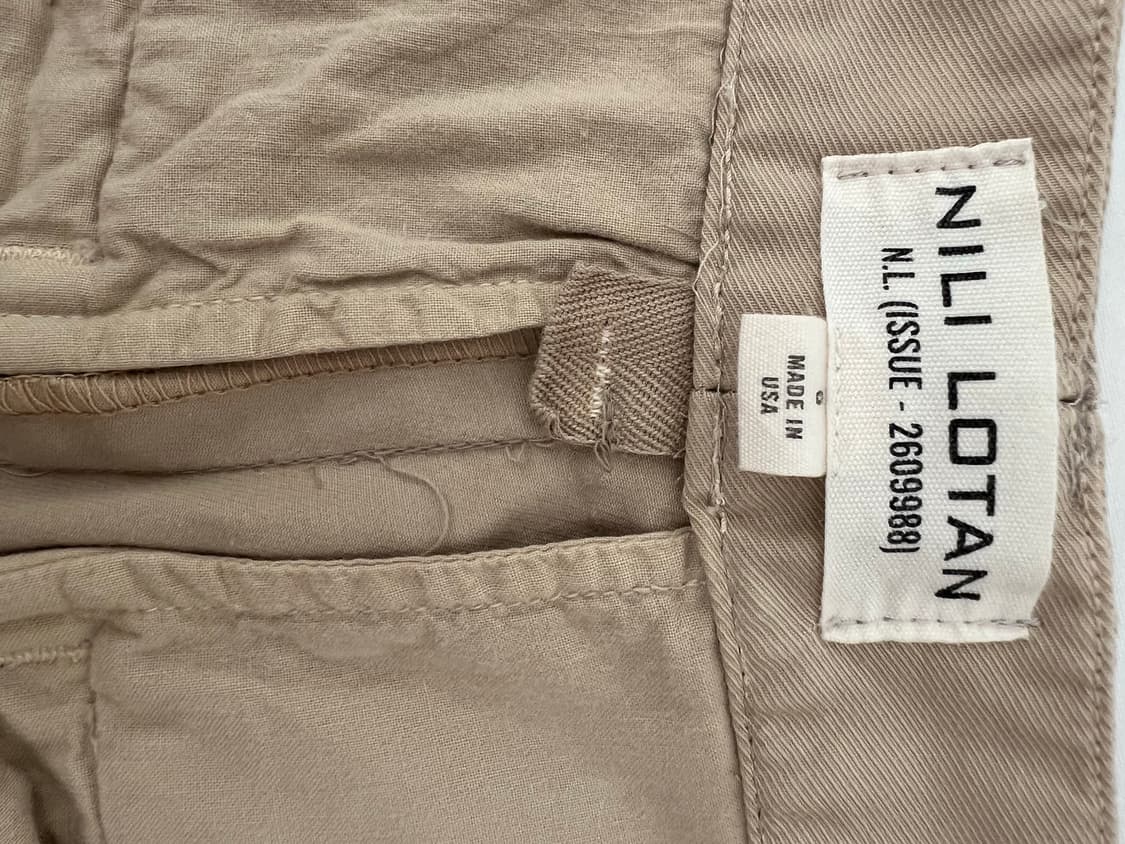 NILI LOTAN
N.L. (ISSUE - 2609988)
6
MADE IN
USA